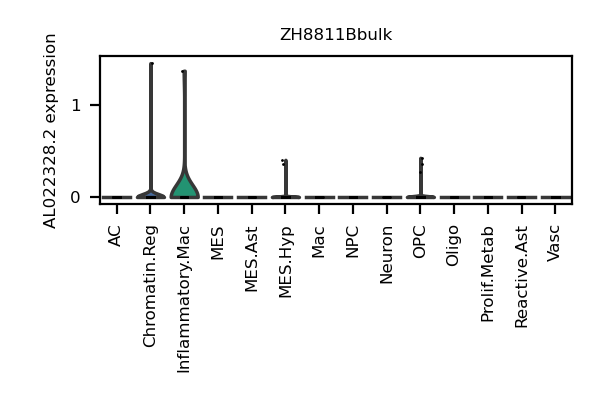 ZH8811Bbulk
AL022328.2 expression
1
0
AC
Chromatin.Reg
Inflammatory.Mac
MES
MES.Ast
MES.Hyp
Mac
NPC
Neuron
OPC
Oligo
Prolif.Metab
Reactive.Ast
Vasc